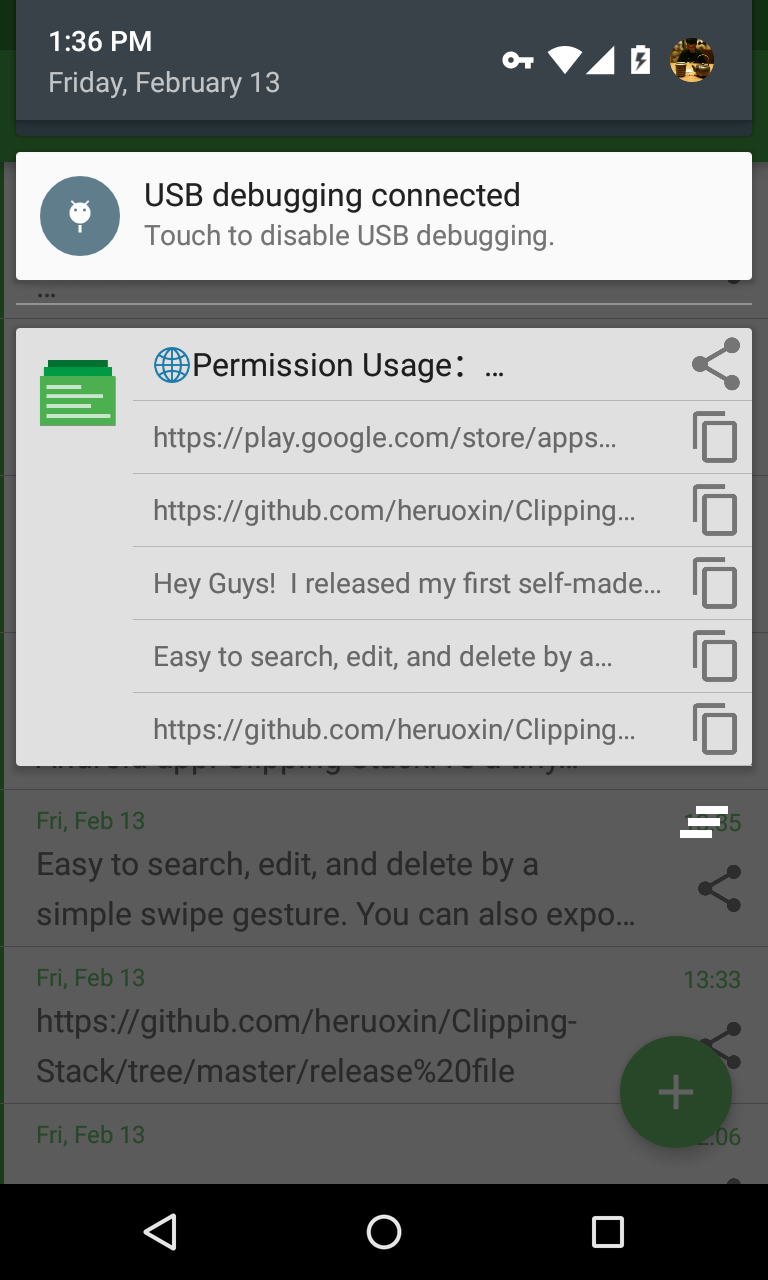 1:36 PM
Friday, February 13
USB debugging connected
Touch to disable USB debugging.
...
Permission Usage： ...
https://play.google.com/store/apps...
https://github.com/heruoxin/Clipping...
Hey Guys!  I released my first self-made...
Easy to search, edit, and delete by a...
https://github.com/heruoxin/Clipping...
Fri, Feb 13
Easy to search, edit, and delete by a
simple swipe gesture. You can also expo...
Fri, Feb 13 13:33
https://github.com/heruoxin/Clipping-
Stack/tree/master/release%20file
Fri, Feb 13